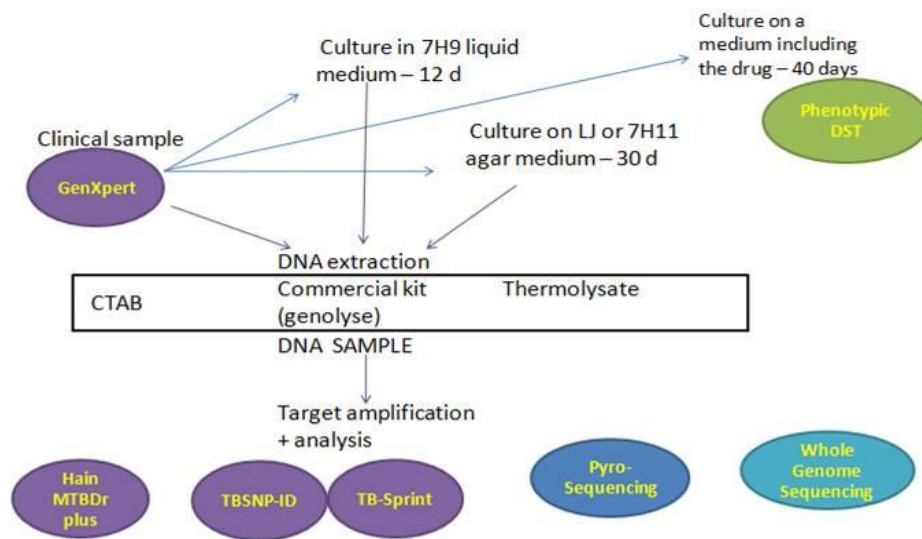 Culture on a
medium including
the drug – 40 days
Phenotypic
DST
Culture in 7H9 liquid
medium – 12 d
Culture on LJ or 7H11
agar medium – 30 d
Clinical sample
GenXpert
DNA extraction
CTAB
Commercial kit
(genolyse)
Thermolysate
DNA SAMPLE
Target amplification
+ analysis
Hain
MTBDr
plus
TBSNP-ID
TB-Sprint
Pyro-
Sequencing
Whole
Genome
Sequencing